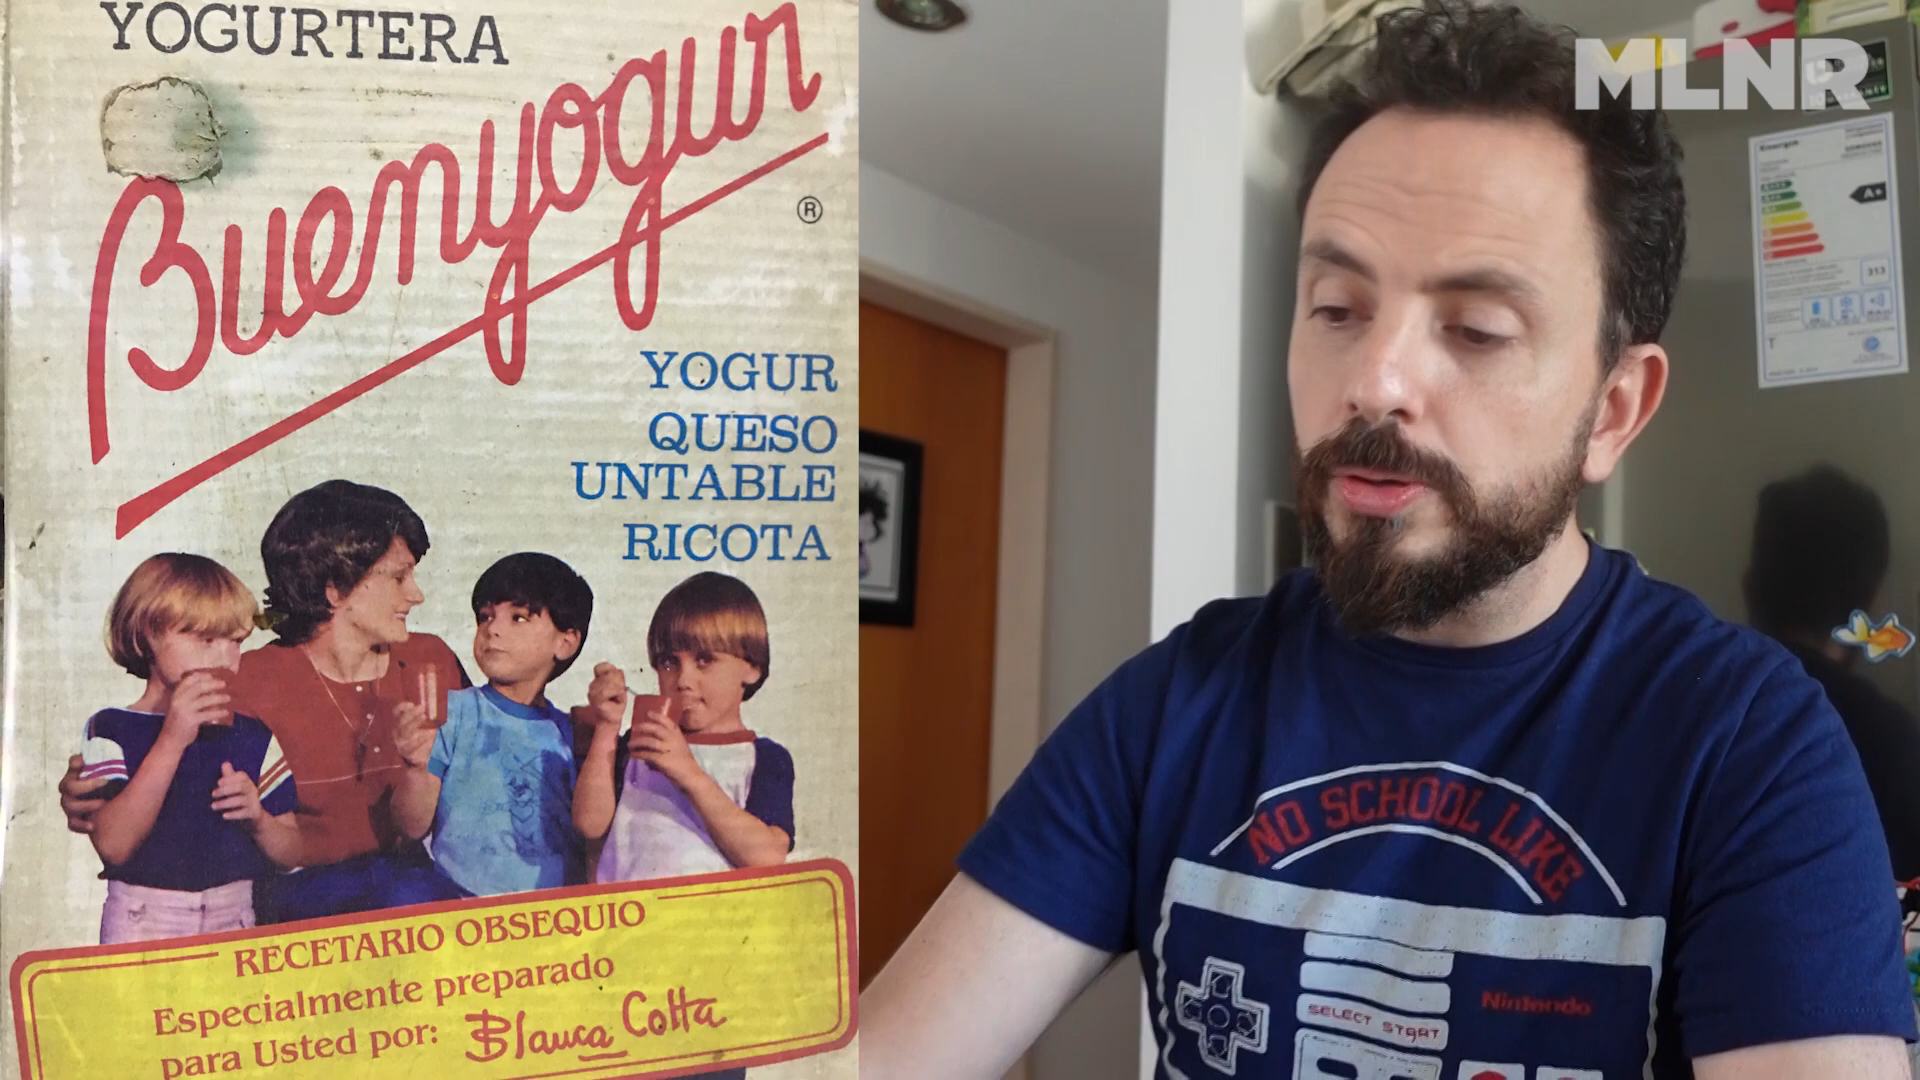 YOGURTERA
Buenyogur
®
YOGUR
QUESO
UNTABLE
RICOTA
RECETARIO OBSEQUIO
Especialmente preparado
para Usted por: Blanca Cotta
MLNR
A+
313
NO SCHOOL LIKE
Nintendo
SELECT START